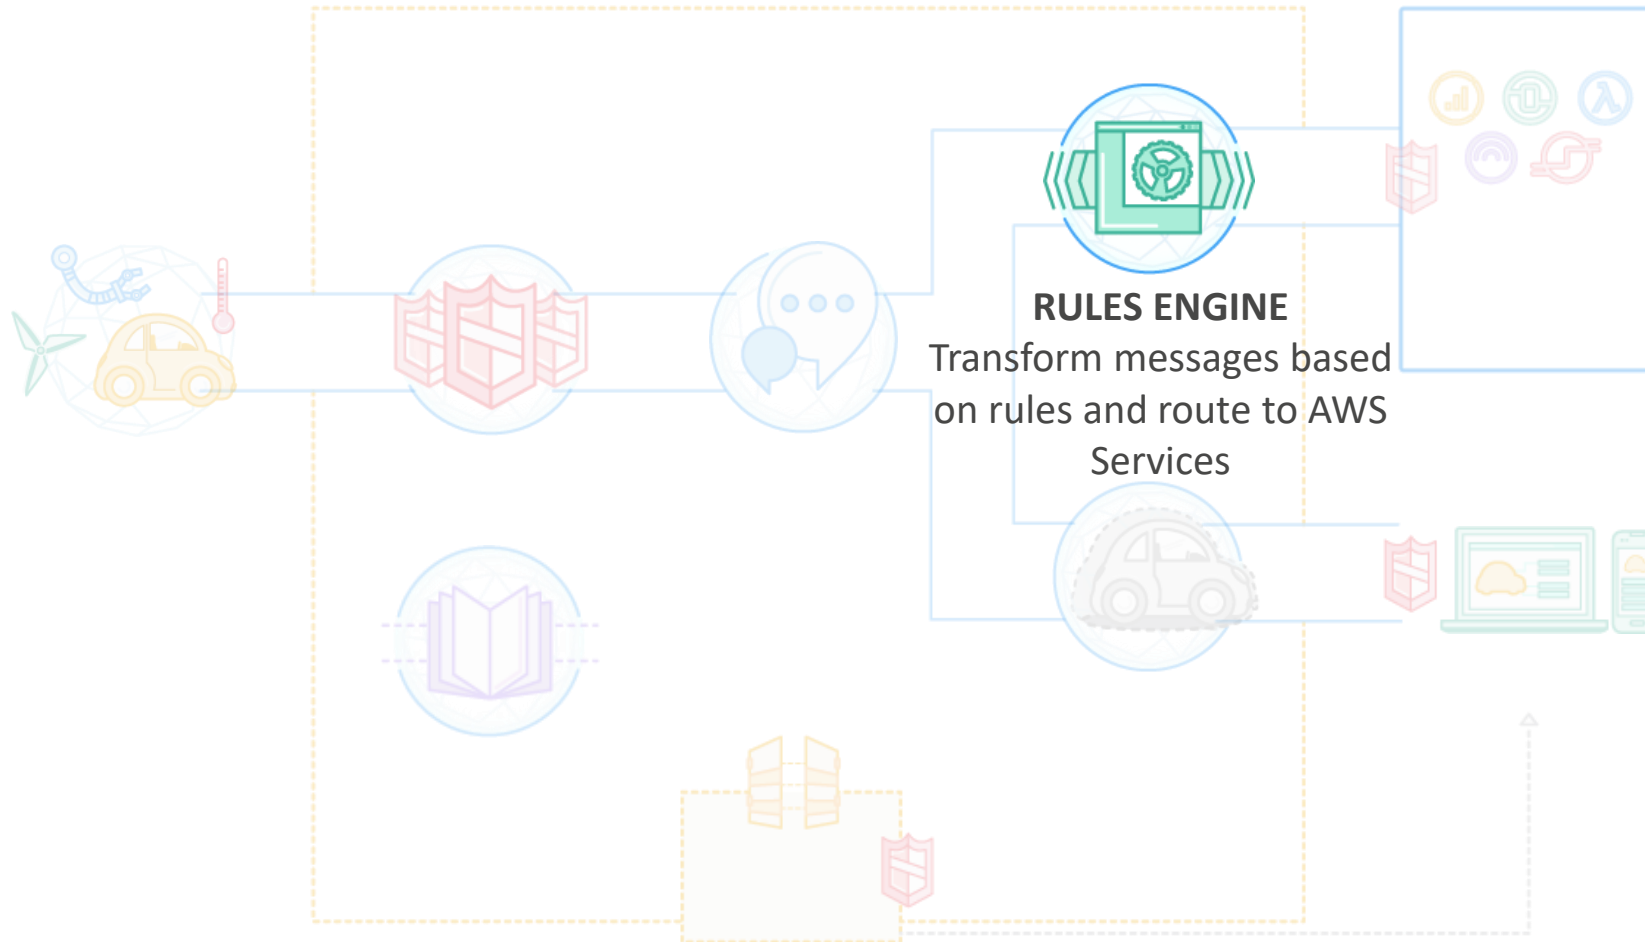 RULES ENGINE
Transform messages based
on rules and route to AWS
Services